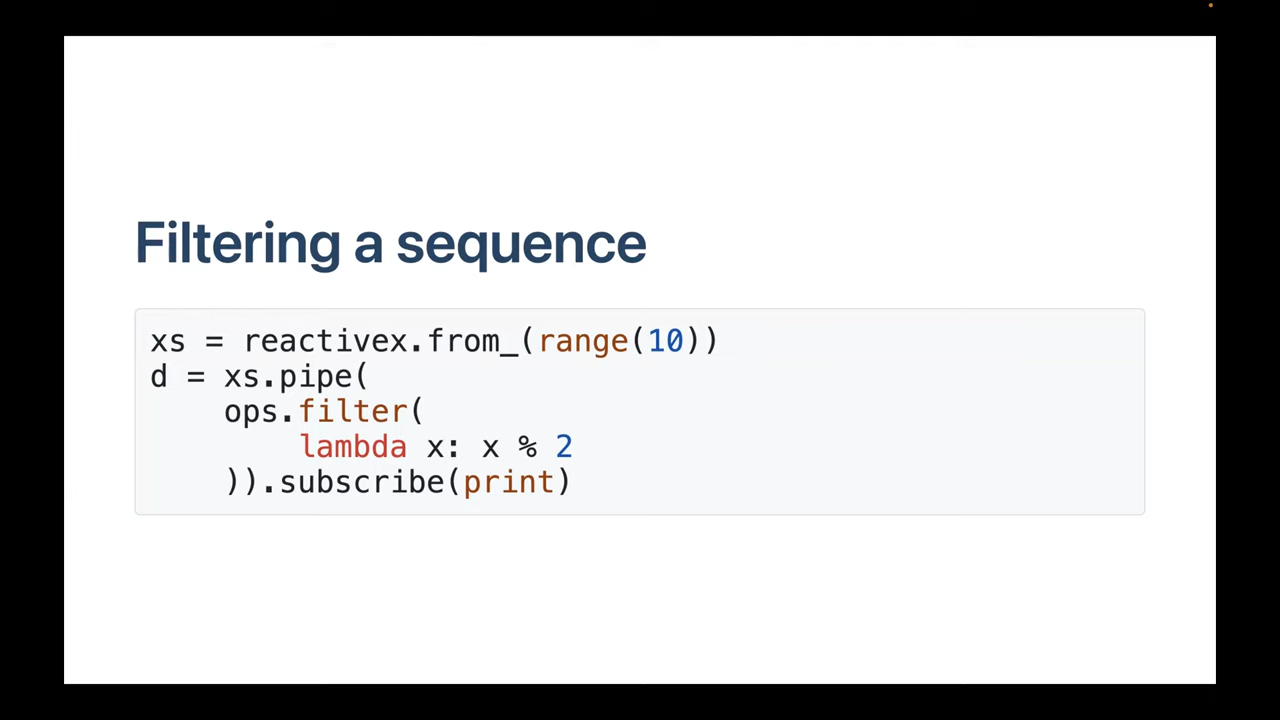 Filtering a sequence
xs = reactivex.from_(range(10))
d = xs.pipe(
    ops.filter(
        lambda x: x % 2
    )).subscribe(print)